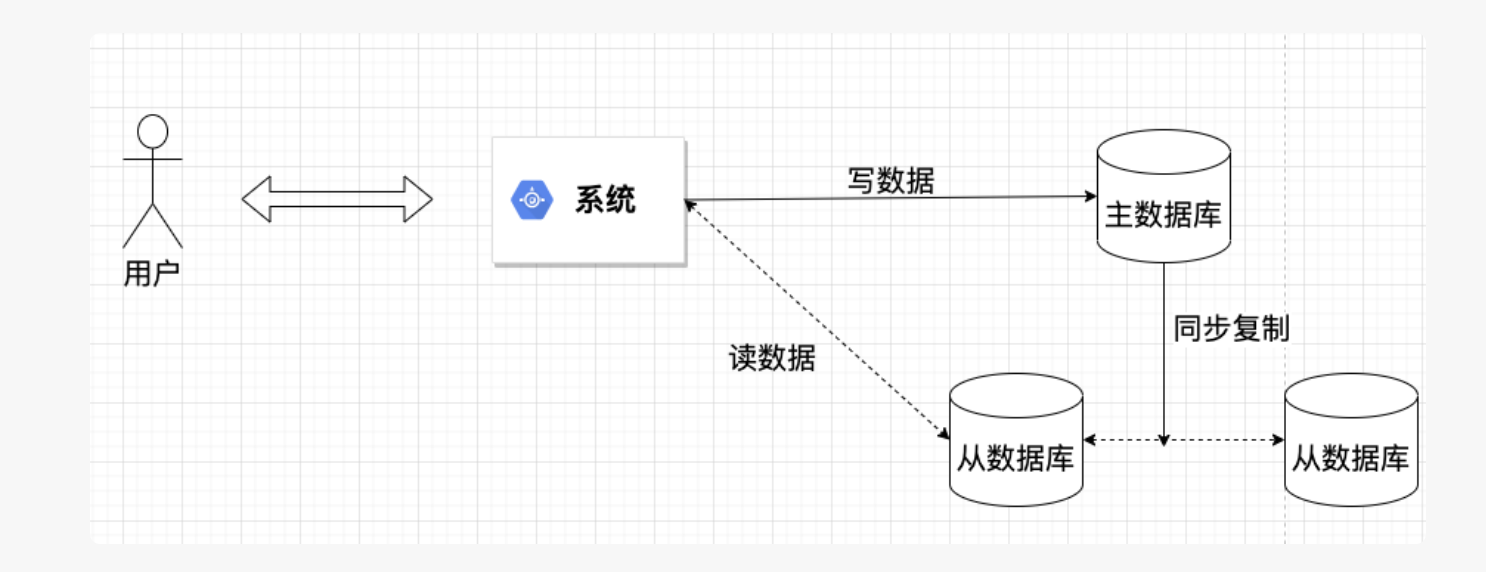 用户
系统
写数据
主数据库
同步复制
读数据
从数据库
从数据库